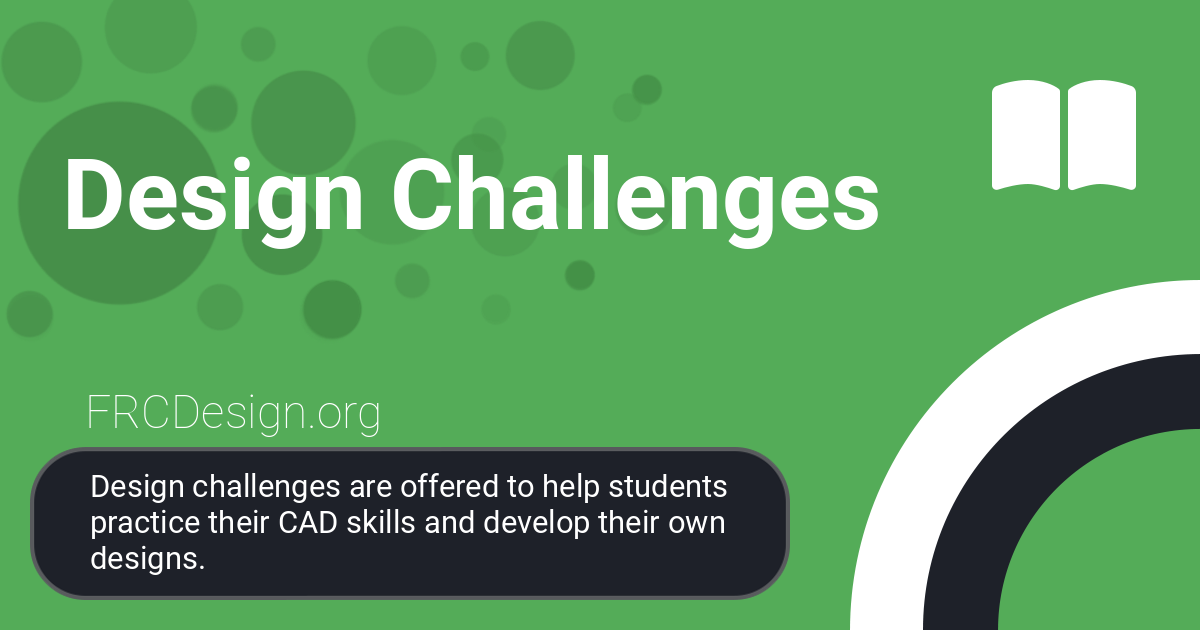 Design Challenges
FRCDesign.org
Design challenges are offered to help students
practice their CAD skills and develop their own
designs.